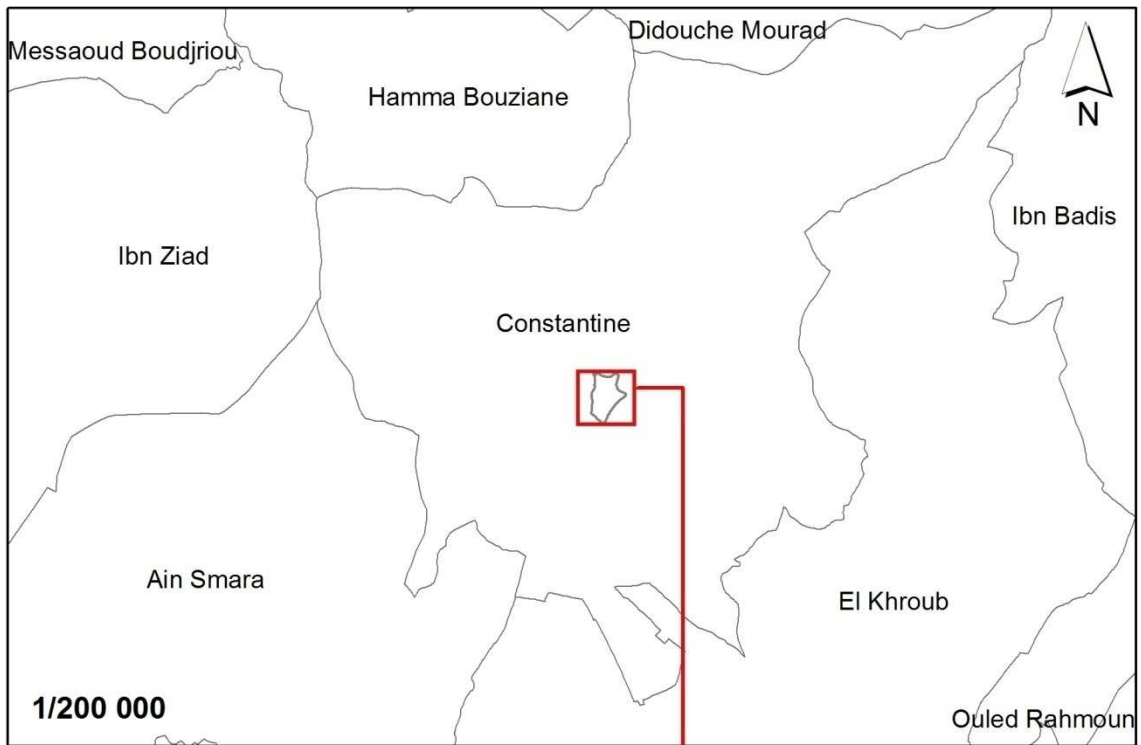 Didouche Mourad
Messaoud Boudjriou
Hamma Bouziane
N
Ibn Badis
Ibn Ziad
Constantine
Ain Smara
El Khroub
1/200 000
Ouled Rahmoun